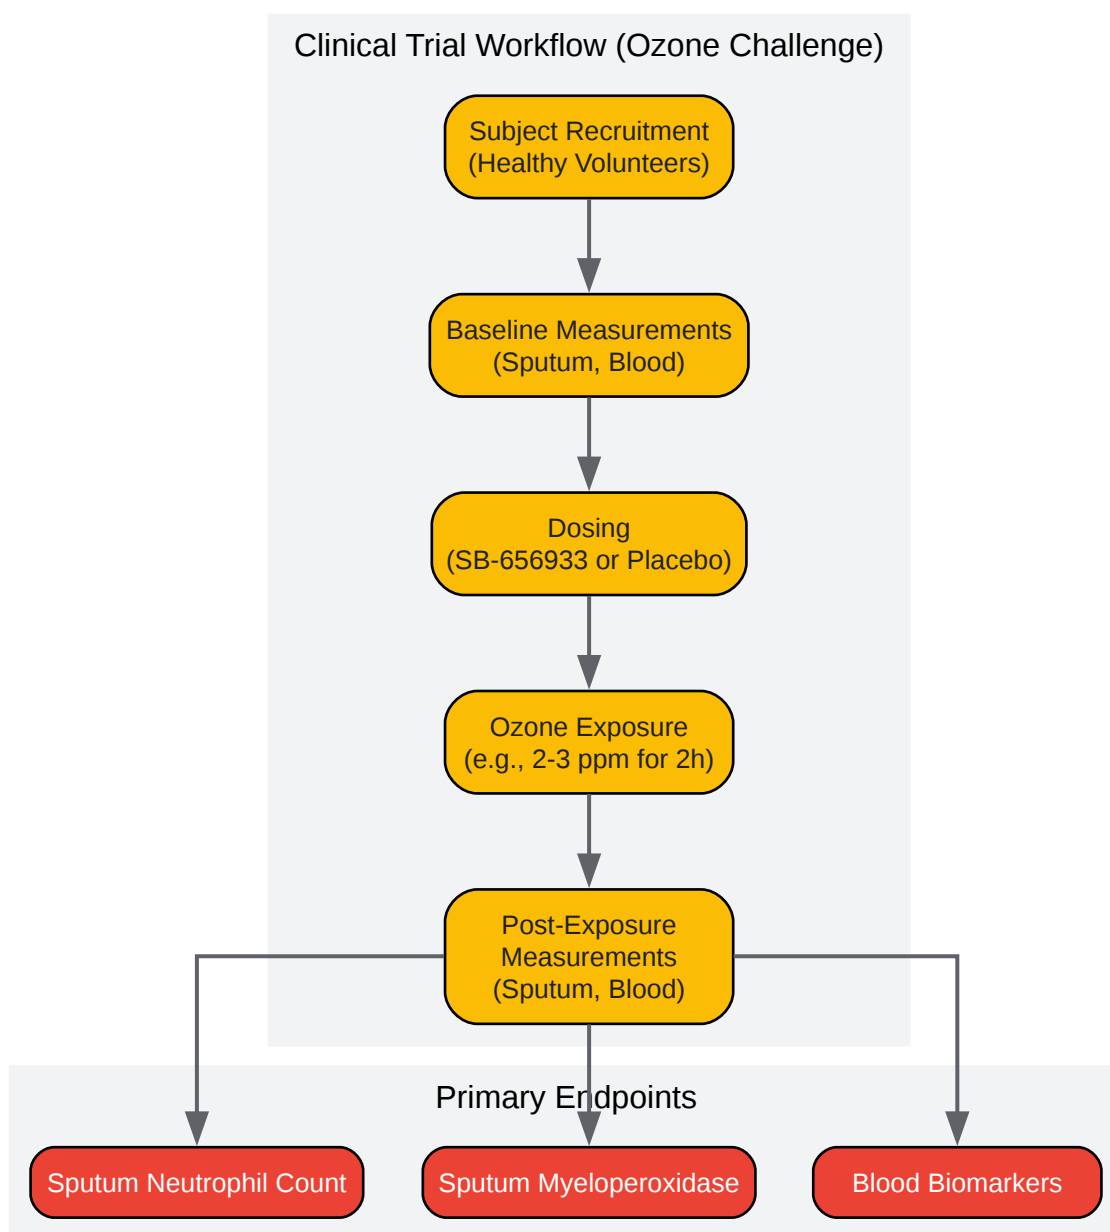 Clinical Trial Workflow (Ozone Challenge)
Subject Recruitment
(Healthy Volunteers)
Baseline Measurements
(Sputum, Blood)
Dosing
(SB-656933 or Placebo)
Ozone Exposure
(e.g., 2-3 ppm for 2h)
Post-Exposure
Measurements
(Sputum, Blood)
Primary Endpoints
Sputum Neutrophil Count
Sputum Myeloperoxidase
Blood Biomarkers